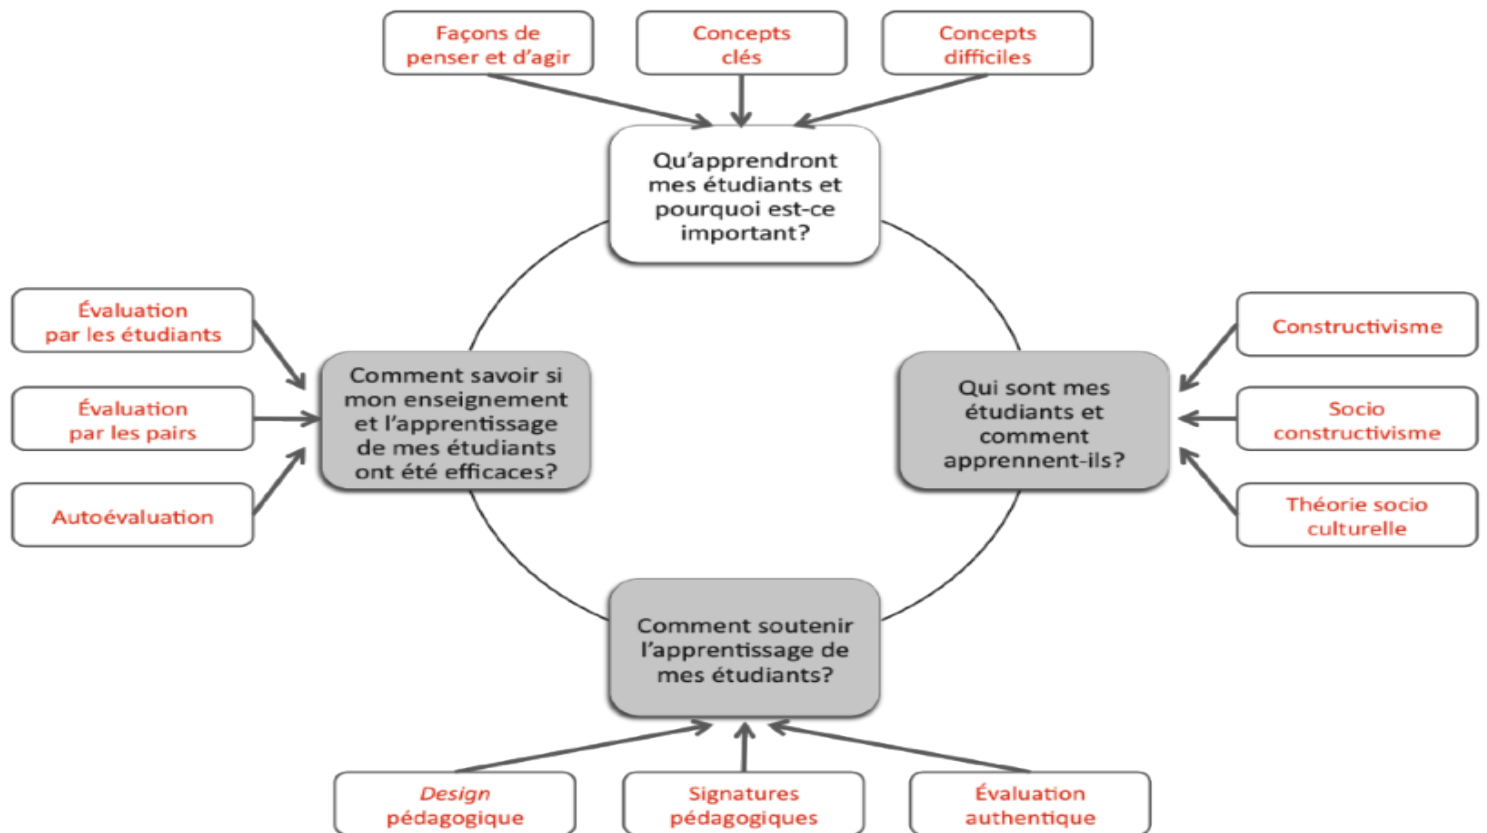 Façons de
penser et d'agir
Concepts
clés
Concepts
difficiles
Qu'apprendront
mes étudiants et
pourquoi est-ce
important?
Évaluation
par les étudiants
Évaluation
par les pairs
Autoévaluation
Comment savoir si
mon enseignement
et l'apprentissage
de mes étudiants
ont été efficaces?
Qui sont mes
étudiants et
comment
apprennent-ils?
Constructivisme
Socio
constructivisme
Théorie socio
culturelle
Comment soutenir
l'apprentissage de
mes étudiants?
Design
pédagogique
Signatures
pédagogiques
Évaluation
authentique